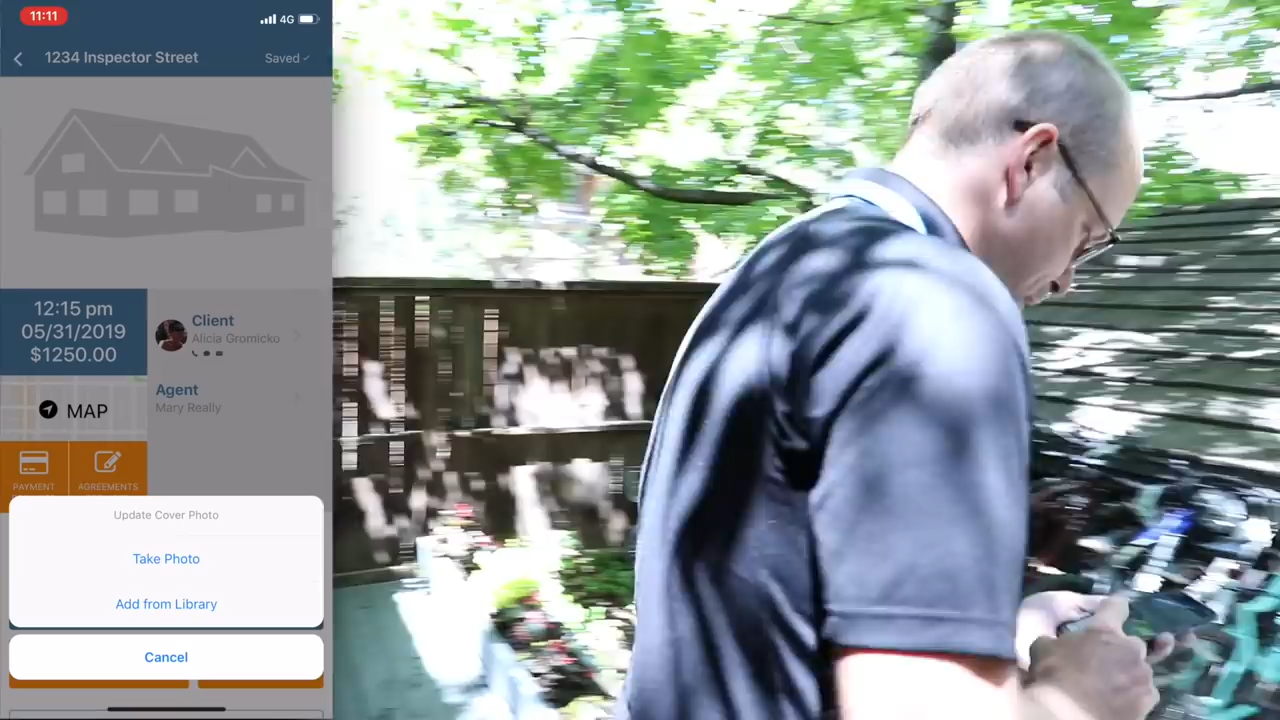 11:11
4G
1234 Inspector Street
Saved ✓
12:15 pm
05/31/2019
$1250.00
Client
Alicia Gromicko
MAP
Agent
Mary Really
PAYMENT
AGREEMENTS
Update Cover Photo
Take Photo
Add from Library
Cancel